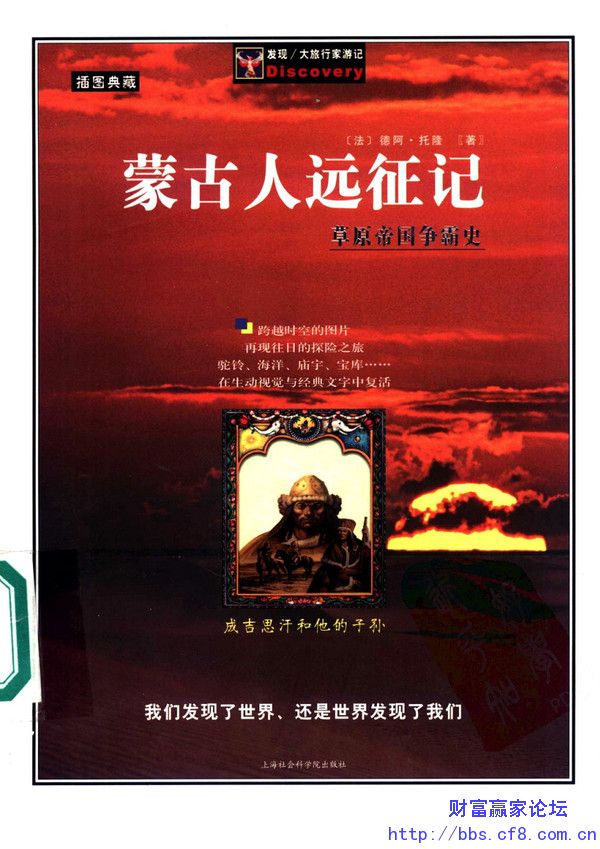 发现/大旅行家游记
Discovery
插图典藏
〔法〕德阿·托隆 〖著〗
蒙古人远征记
草原帝国争霸史
跨越时空的图片
再现往日的探险之旅
驼铃、海洋、庙宇、宝库……
在生动视觉与经典文字中复活
成吉思汗和他的子孙
我们发现了世界、还是世界发现了我们
上海社会科学院出版社
财富赢家论坛
http://bbs.cf8.com.cn